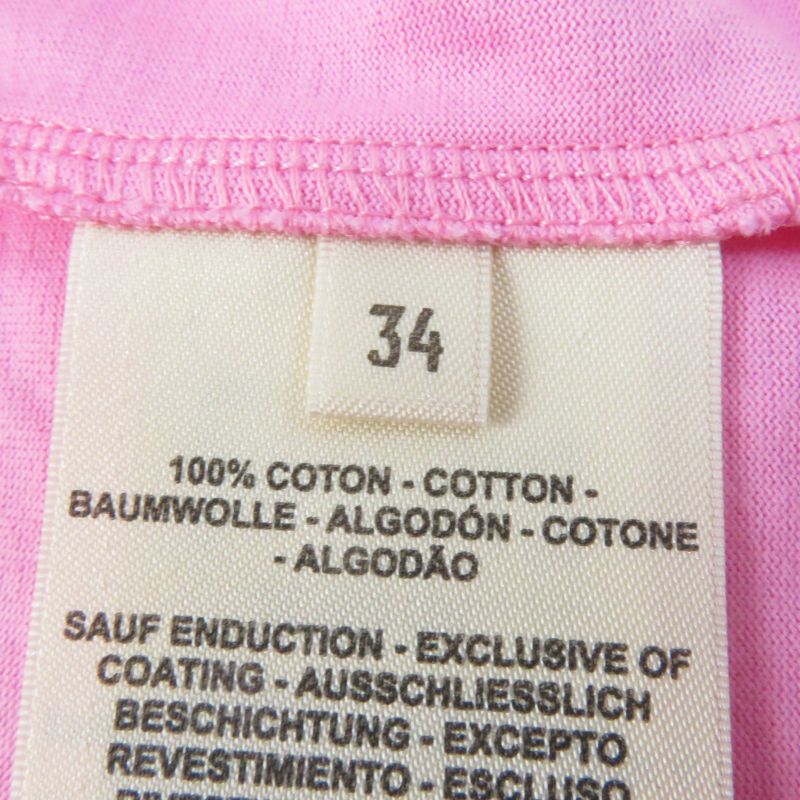 34
100% COTON - COTTON -
BAUMWOLLE - ALGODÓN - COTONE
- ALGODÃO
SAUF ENDUCTION - EXCLUSIVE OF
COATING - AUSSCHLIESSLICH
BESCHICHTUNG - EXCEPTO
REVESTIMIENTO - ESCLUSO